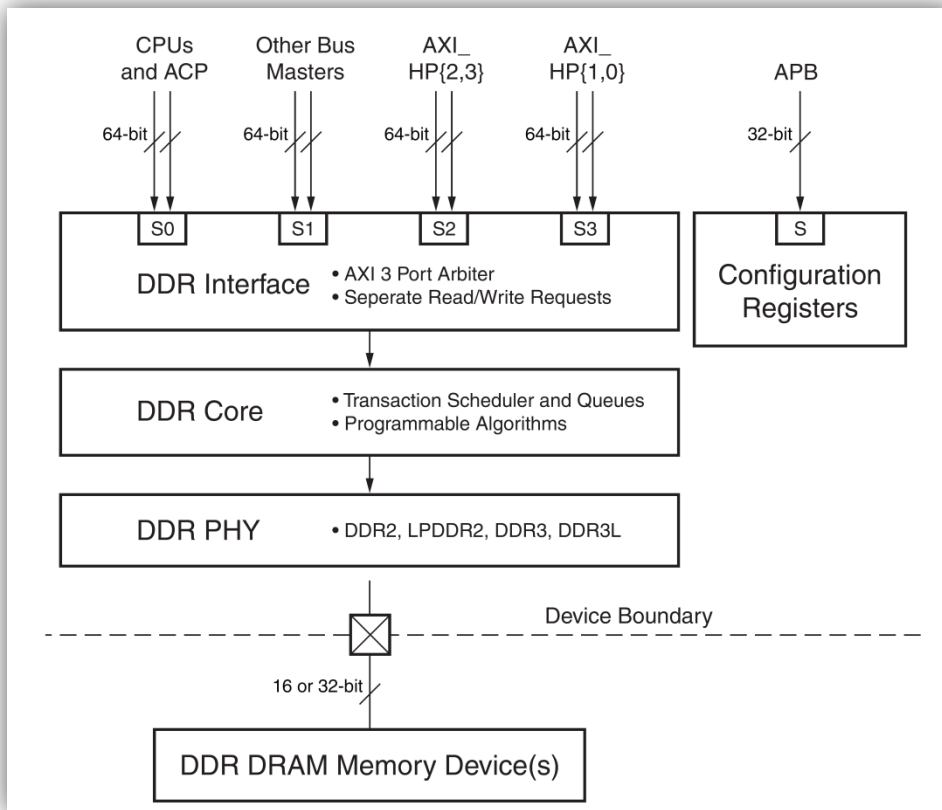 CPUs
and ACP
Other Bus
Masters
AXI_
HP{2,3}
AXI_
HP{1,0}
APB
64-bit
64-bit
64-bit
64-bit
32-bit
S0
S1
S2
S3
S
DDR Interface
• AXI 3 Port Arbiter
• Seperate Read/Write Requests
Configuration
Registers
DDR Core
• Transaction Scheduler and Queues
• Programmable Algorithms
DDR PHY
• DDR2, LPDDR2, DDR3, DDR3L
Device Boundary
16 or 32-bit
DDR DRAM Memory Device(s)